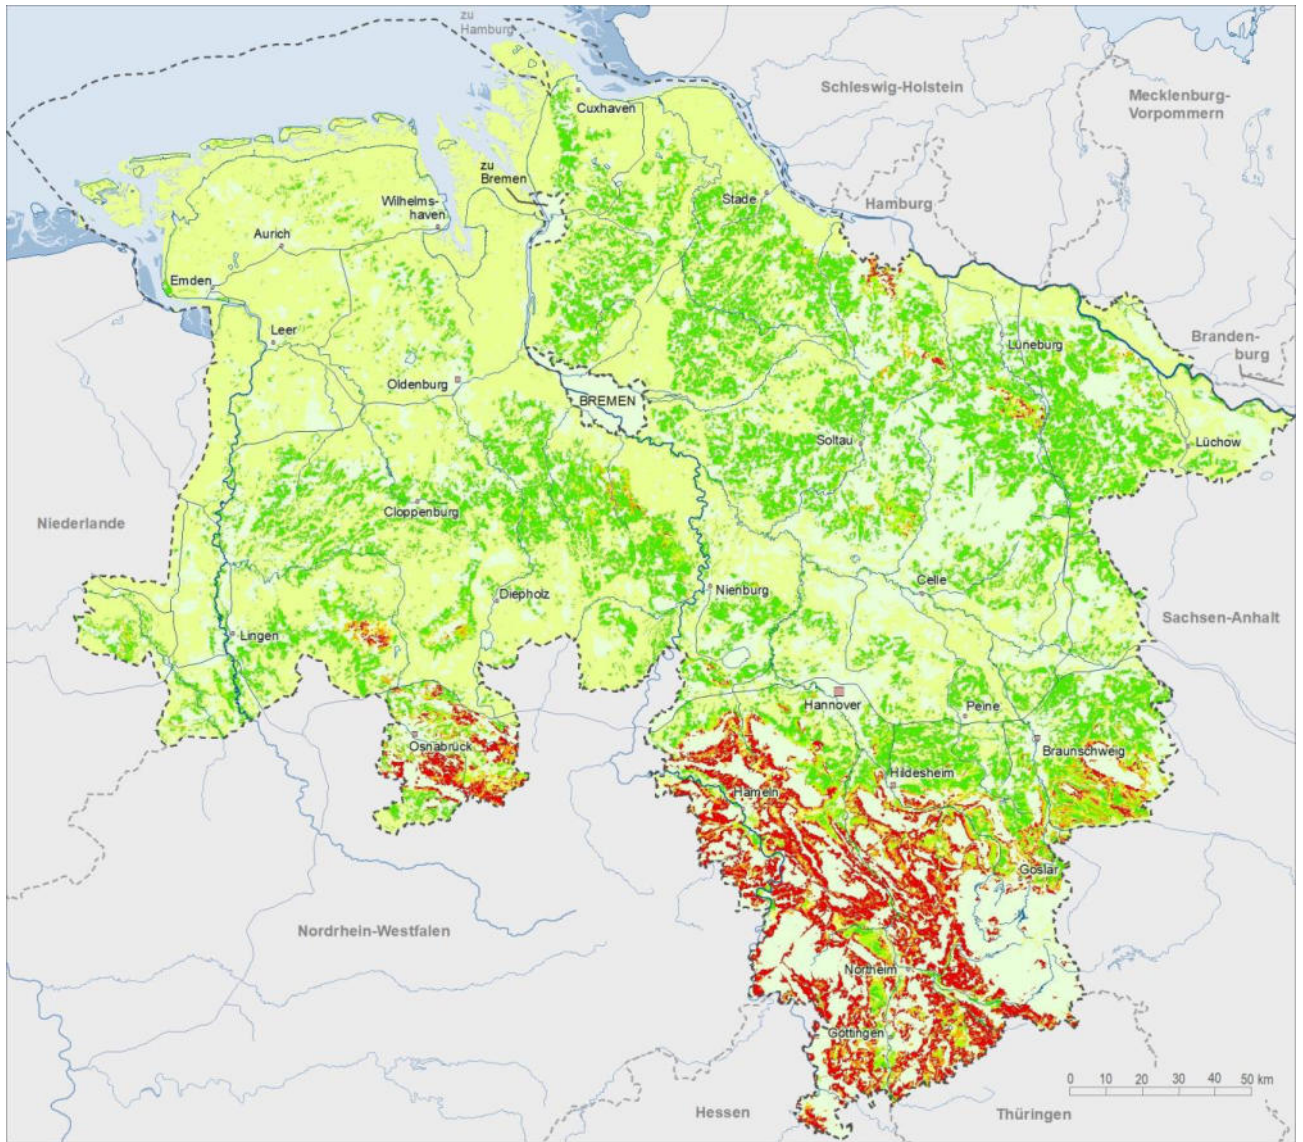 zu
Hamburg
Schleswig-Holstein
Mecklenburg-
Vorpommern
Cuxhaven
zu
Bremen
Stade
Hamburg
Wilhelms-
haven
Aurich
Emden
Leer
Lüneburg
Branden-
burg
Oldenburg
BREMEN
Soltau
Lüchow
Cloppenburg
Niederlande
Celle
Nienburg
Diepholz
Sachsen-Anhalt
Lingen
Hannover
Peine
Osnabrück
Braunschweig
Hildesheim
Hameln
Goslar
Nordrhein-Westfalen
Northeim
Göttingen
0 10 20 30 40 50 km
Hessen
Thüringen